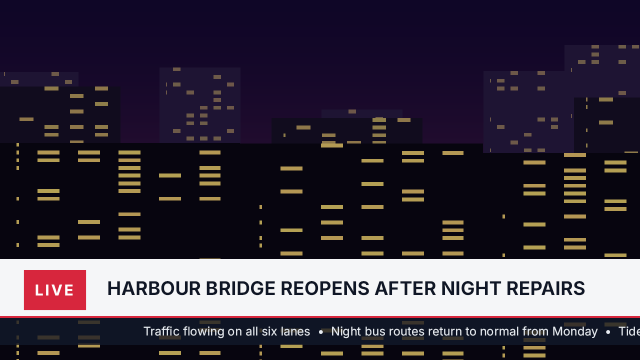 LIVE
HARBOUR BRIDGE REOPENS AFTER NIGHT REPAIRS
Traffic flowing on all six lanes • Night bus routes return to normal from Monday • Tide